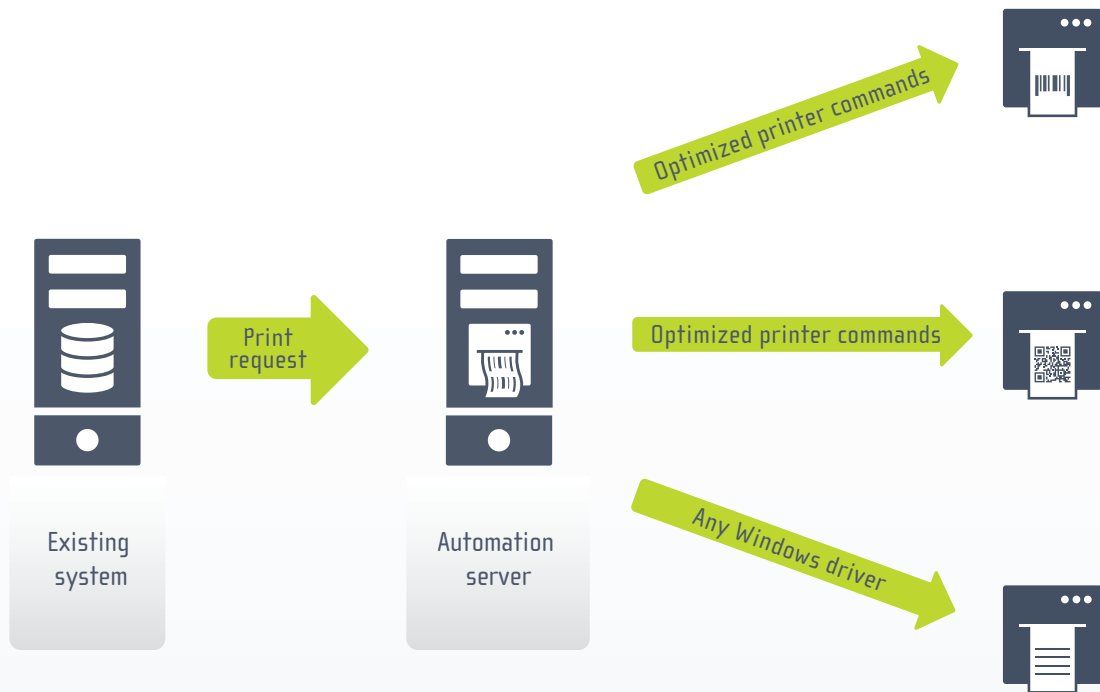 Optimized printer commands
Print
request
Optimized printer commands
Any Windows driver
Existing
system
Automation
server